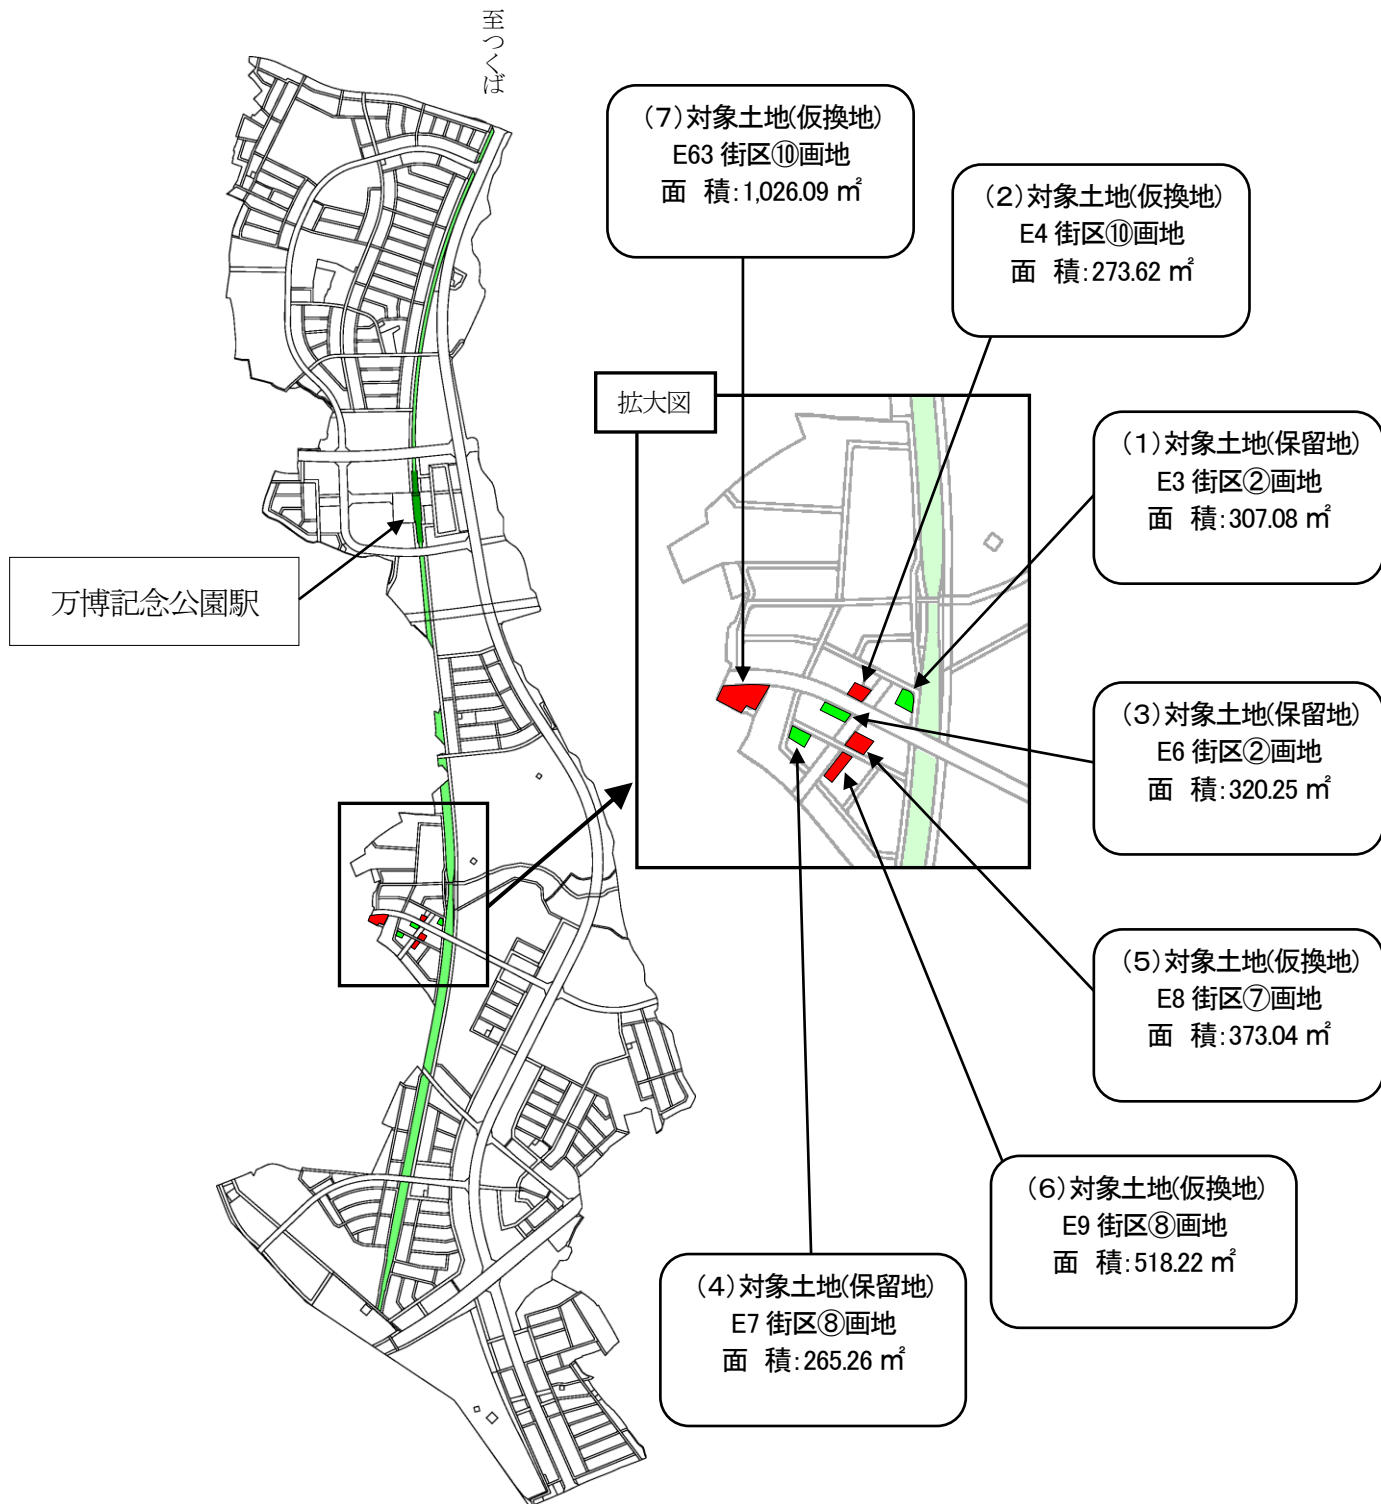 至つくば
(7)対象土地(仮換地)
E63 街区⑩画地
面　積:1,026.09 ㎡
(2)対象土地(仮換地)
E4 街区⑩画地
面　積:273.62 ㎡
拡大図
(1)対象土地(保留地)
E3 街区②画地
面　積:307.08 ㎡
万博記念公園駅
(3)対象土地(保留地)
E6 街区②画地
面　積:320.25 ㎡
(5)対象土地(仮換地)
E8 街区⑦画地
面　積:373.04 ㎡
(6)対象土地(仮換地)
E9 街区⑧画地
面　積:518.22 ㎡
(4)対象土地(保留地)
E7 街区⑧画地
面　積:265.26 ㎡